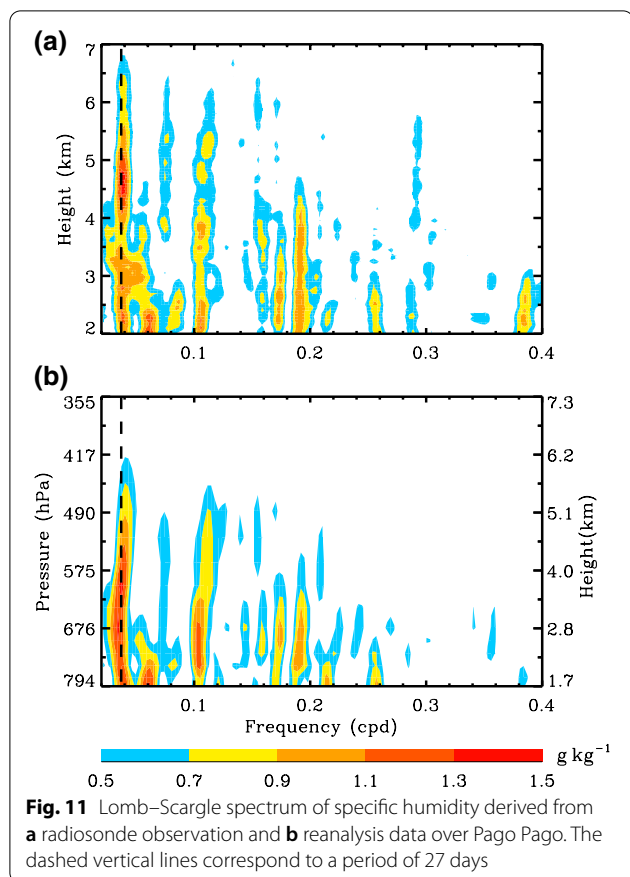 (a)
7
6
5
4
3
2
Height (km)
0.1 0.2 0.3 0.4
(b)
355
417
490
575
676
794
Pressure (hPa)
7.3
6.2
5.1
4.0
2.8
1.7
Height(km)
0.1 0.2 0.3 0.4
Frequency (cpd)
g kg⁻¹
0.5 0.7 0.9 1.1 1.3 1.5
Fig. 11 Lomb–Scargle spectrum of specific humidity derived from
a radiosonde observation and b reanalysis data over Pago Pago. The
dashed vertical lines correspond to a period of 27 days